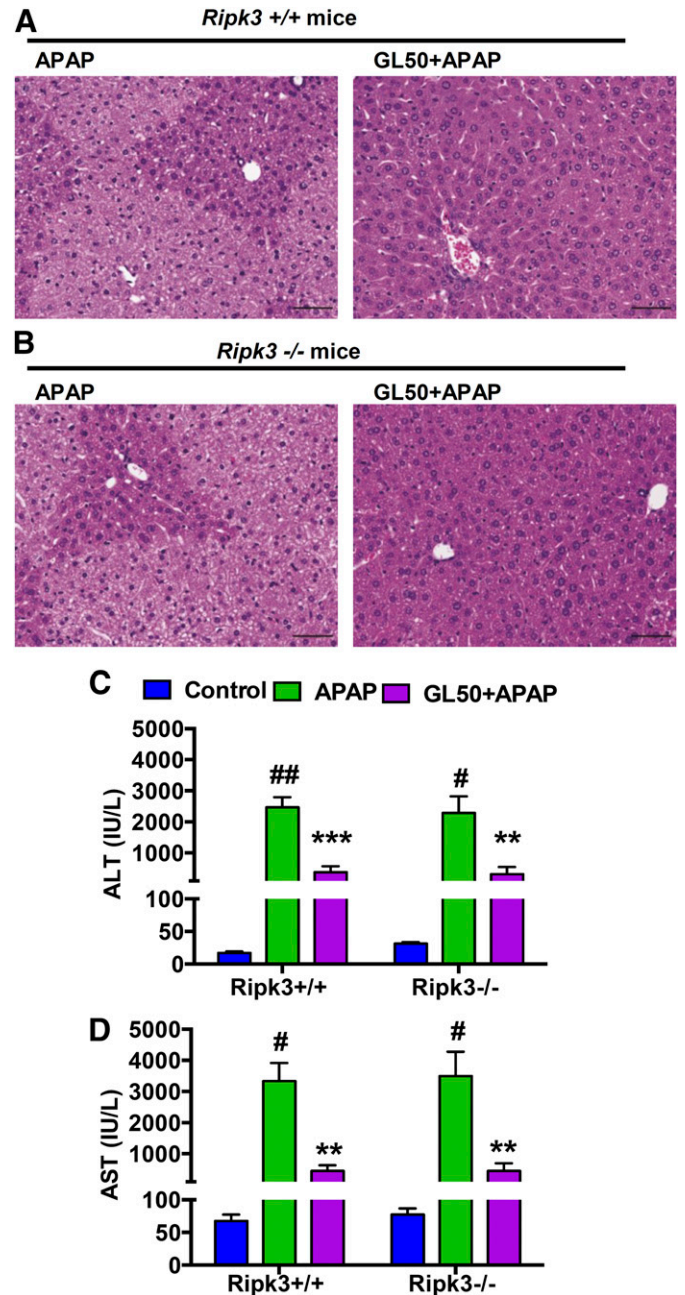 A
Ripk3 +/+ mice
APAP
GL50+APAP
B
Ripk3 -/- mice
APAP
GL50+APAP
C
Control APAP GL50+APAP
ALT (IU/L)
5000
4000
3000
2000
1000
100
50
0
## *** # **
Ripk3+/+ Ripk3-/-
D
AST (IU/L)
5000
4000
3000
2000
1000
100
50
0
# ** # **
Ripk3+/+ Ripk3-/-